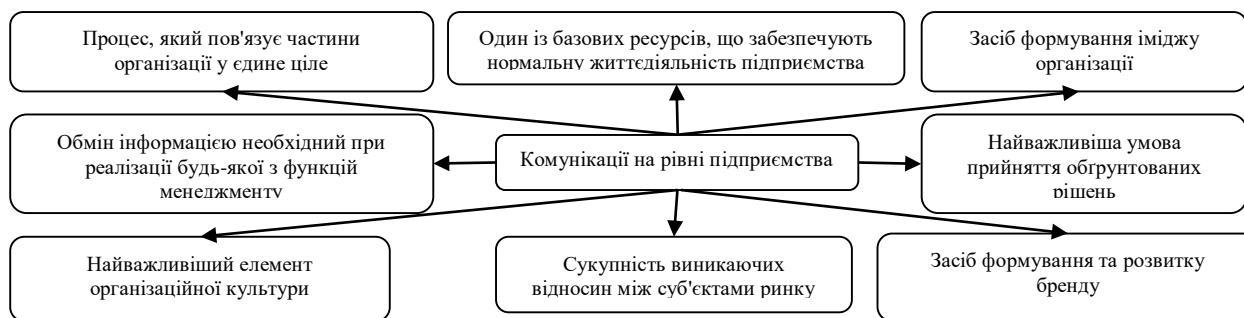 Процес, який пов'язує частини
організації у єдине ціле
Один із базових ресурсів, що забезпечують
нормальну життєдіяльність підприємства
Засіб формування іміджу
організації
Обмін інформацією необхідний при
реалізації будь-якої з функцій
менеджменту
Комунікації на рівні підприємства
Найважливіша умова
прийняття обґрунтованих
рішень
Найважливіший елемент
організаційної культури
Сукупність виникаючих
відносин між суб'єктами ринку
Засіб формування та розвитку
бренду